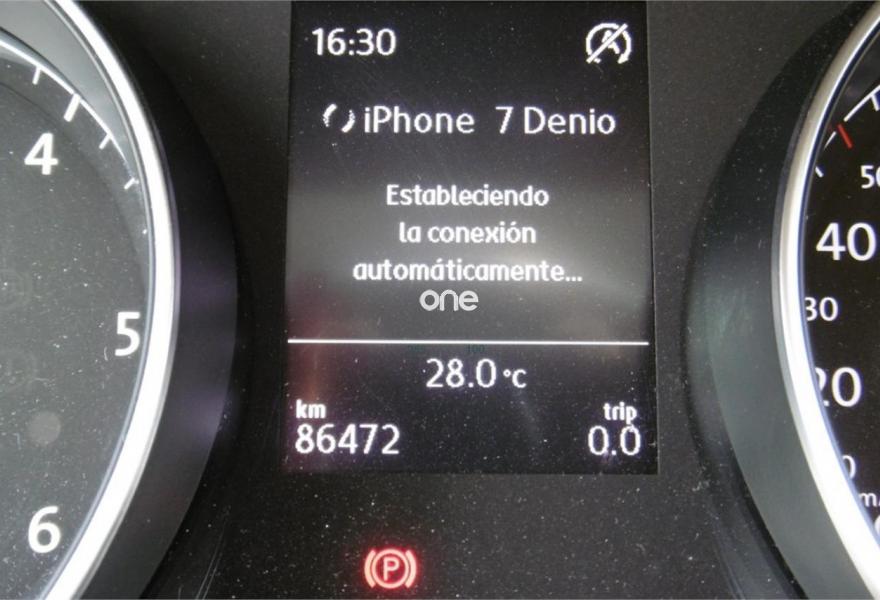 16:30
iPhone 7 Denio
Estableciendo
la conexión
automáticamente...
one
28.0 °C
km
trip
86472
0.0
4
5
6
40
30
20
P